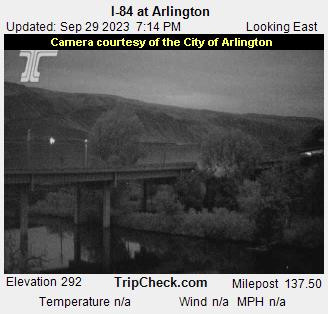 I-84 at Arlington
Updated: Sep 29 2023 7:14 PM Looking East
Camera courtesy of the City of Arlington
Elevation 292 TripCheck.com Milepost 137.50
Temperature n/a Wind n/a MPH n/a